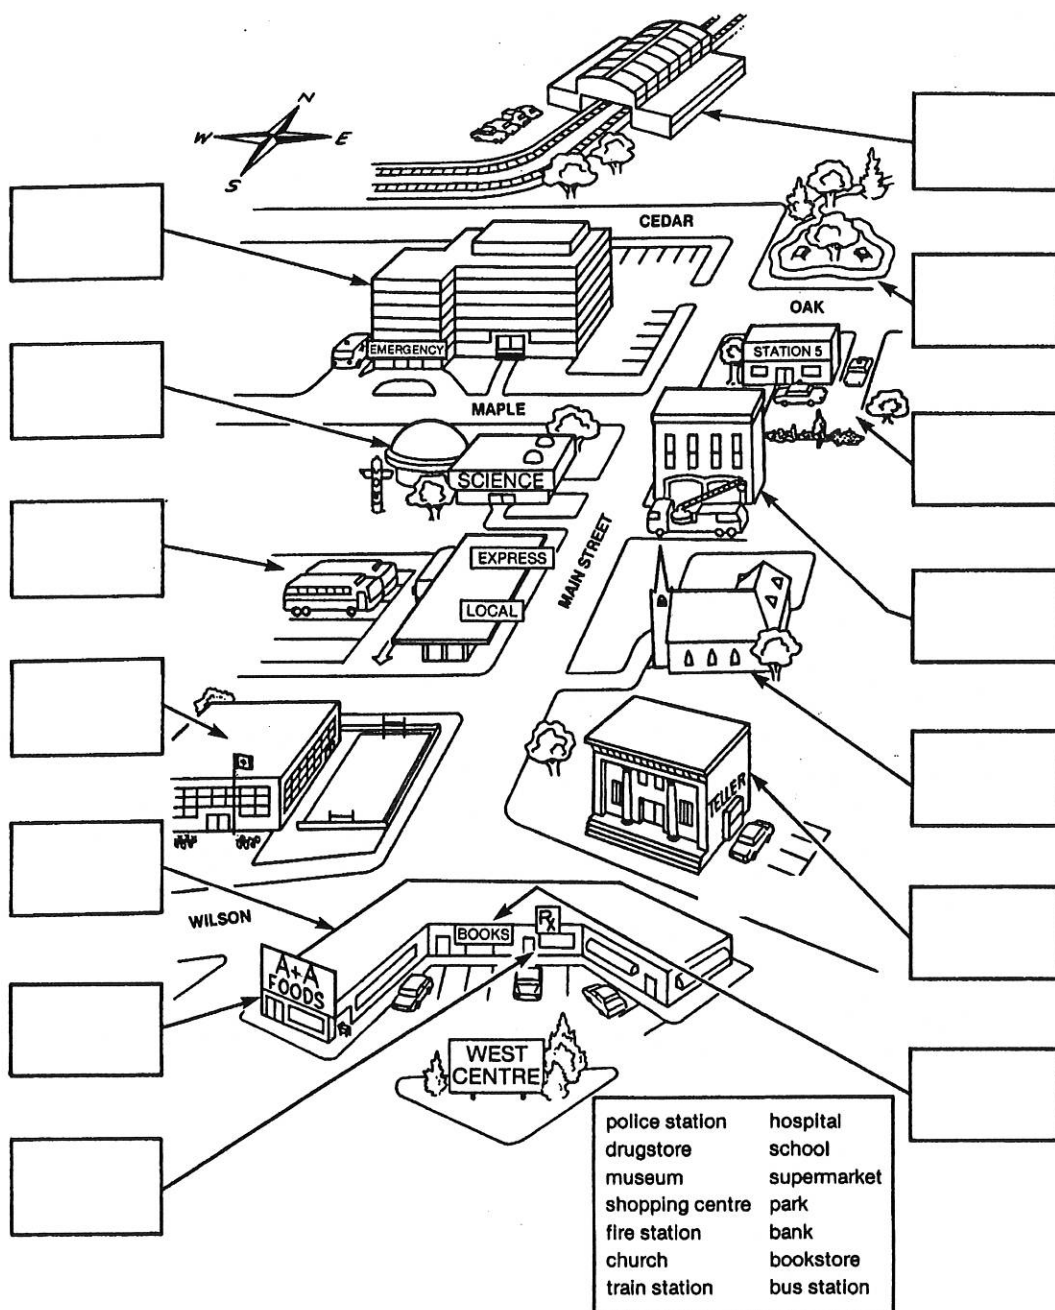 N
W
E
S
CEDAR
OAK
STATION 5
EMERGENCY
MAPLE
SCIENCE
EXPRESS
MAIN STREET
LOCAL
TELLER
WILSON
BOOKS
Rx
A+A
FOODS
WEST
CENTRE
police station hospital
drugstore school
museum supermarket
shopping centre park
fire station bank
church bookstore
train station bus station